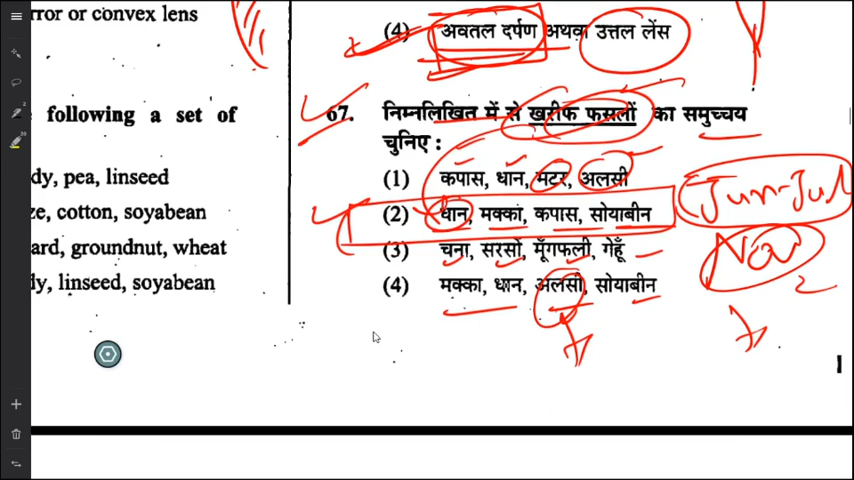 rror or convex lens
(4) अवतल दर्पण अथवा उत्तल लेंस
following a set of
67. निम्नलिखित में से खरीफ फसलों का समुच्चय
चुनिए :
dy, pea, linseed
(1) कपास, धान, मटर, अलसी
ze, cotton, soyabean
(2) धान, मक्का, कपास, सोयाबीन
Jun-Jul
ard, groundnut, wheat
(3) चना, सरसों, मूँगफली, गेहूँ
Nov
dy, linseed, soyabean
(4) मक्का, धान, अलसी, सोयाबीन